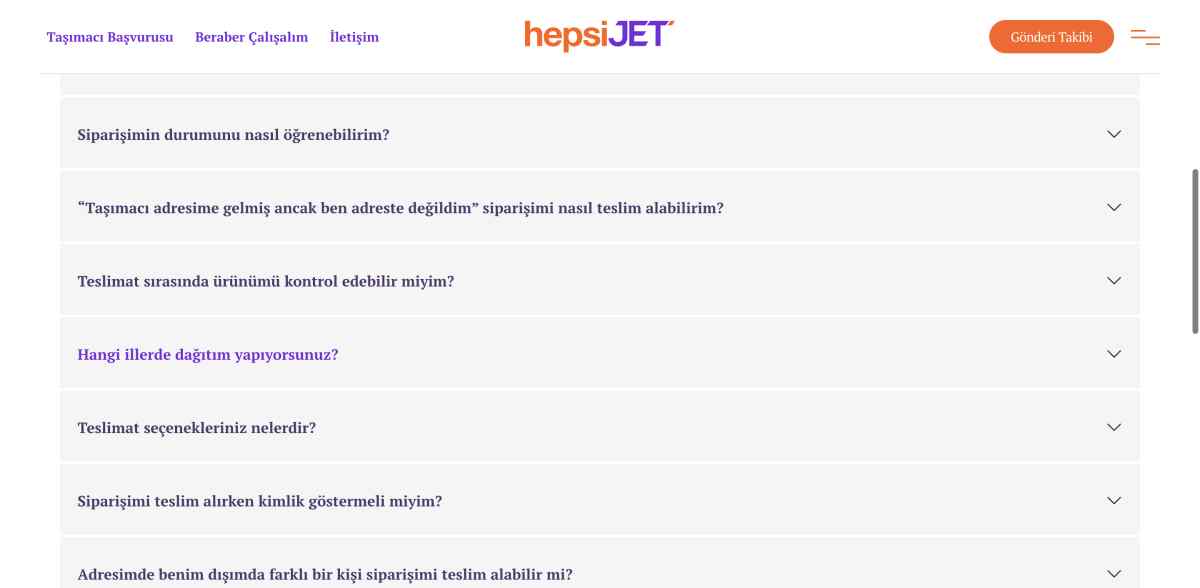 Taşımacı Başvurusu Beraber Çalışalım İletişim hepsiJET Gönderi Takibi
Siparişimin durumunu nasıl öğrenebilirim?
“Taşımacı adresime gelmiş ancak ben adreste değildim” siparişimi nasıl teslim alabilirim?
Teslimat sırasında ürünümü kontrol edebilir miyim?
Hangi illerde dağıtım yapıyorsunuz?
Teslimat seçenekleriniz nelerdir?
Siparişimi teslim alırken kimlik göstermeli miyim?
Adresimde benim dışımda farklı bir kişi siparişimi teslim alabilir mi?